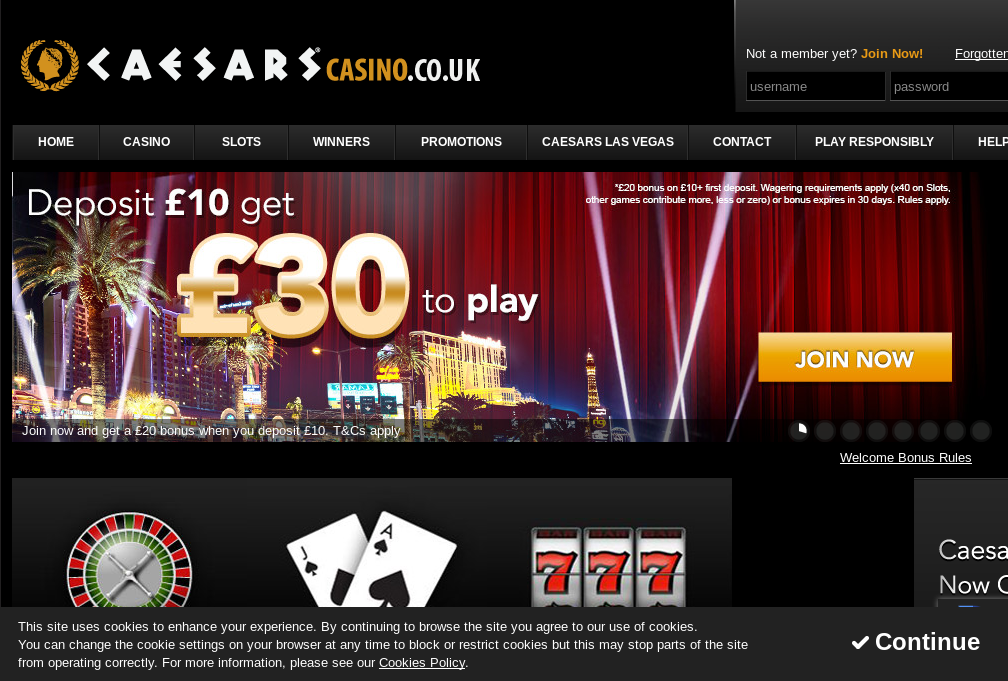 CAESARS® CASINO.CO.UK
Not a member yet? Join Now!
Forgotten
username
password
HOME
CASINO
SLOTS
WINNERS
PROMOTIONS
CAESARS LAS VEGAS
CONTACT
PLAY RESPONSIBLY
HELP
Deposit £10 get
£30 to play
*£20 bonus on £10+ first deposit. Wagering requirements apply (x40 on Slots,
other games contribute more, less or zero) or bonus expires in 30 days. Rules apply.
JOIN NOW
Join now and get a £20 bonus when you deposit £10. T&Cs apply
Welcome Bonus Rules
J
A
BAR BAR BAR
7 7 7
Caesa
Now
This site uses cookies to enhance your experience. By continuing to browse the site you agree to our use of cookies.
You can change the cookie settings on your browser at any time to block or restrict cookies but this may stop parts of the site
from operating correctly. For more information, please see our Cookies Policy.
Continue